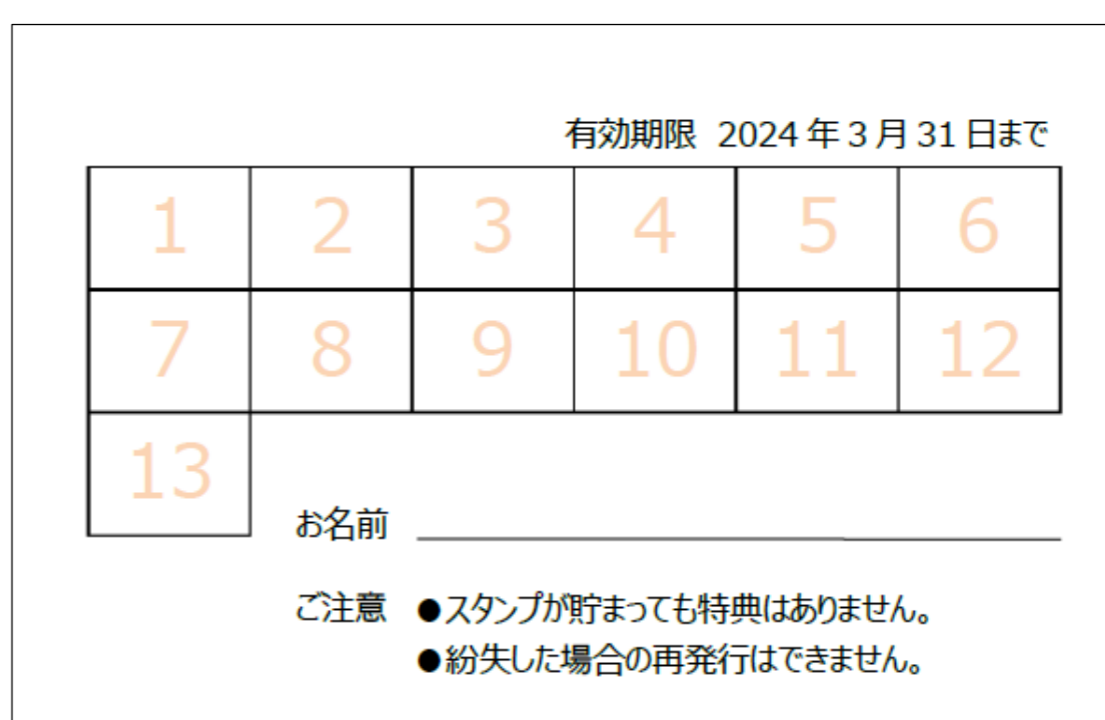 有効期限 2024年3月31日まで
1 2 3 4 5 6
7 8 9 10 11 12
13
お名前
ご注意 ●スタンプが貯まっても特典はありません。
●紛失した場合の再発行はできません。